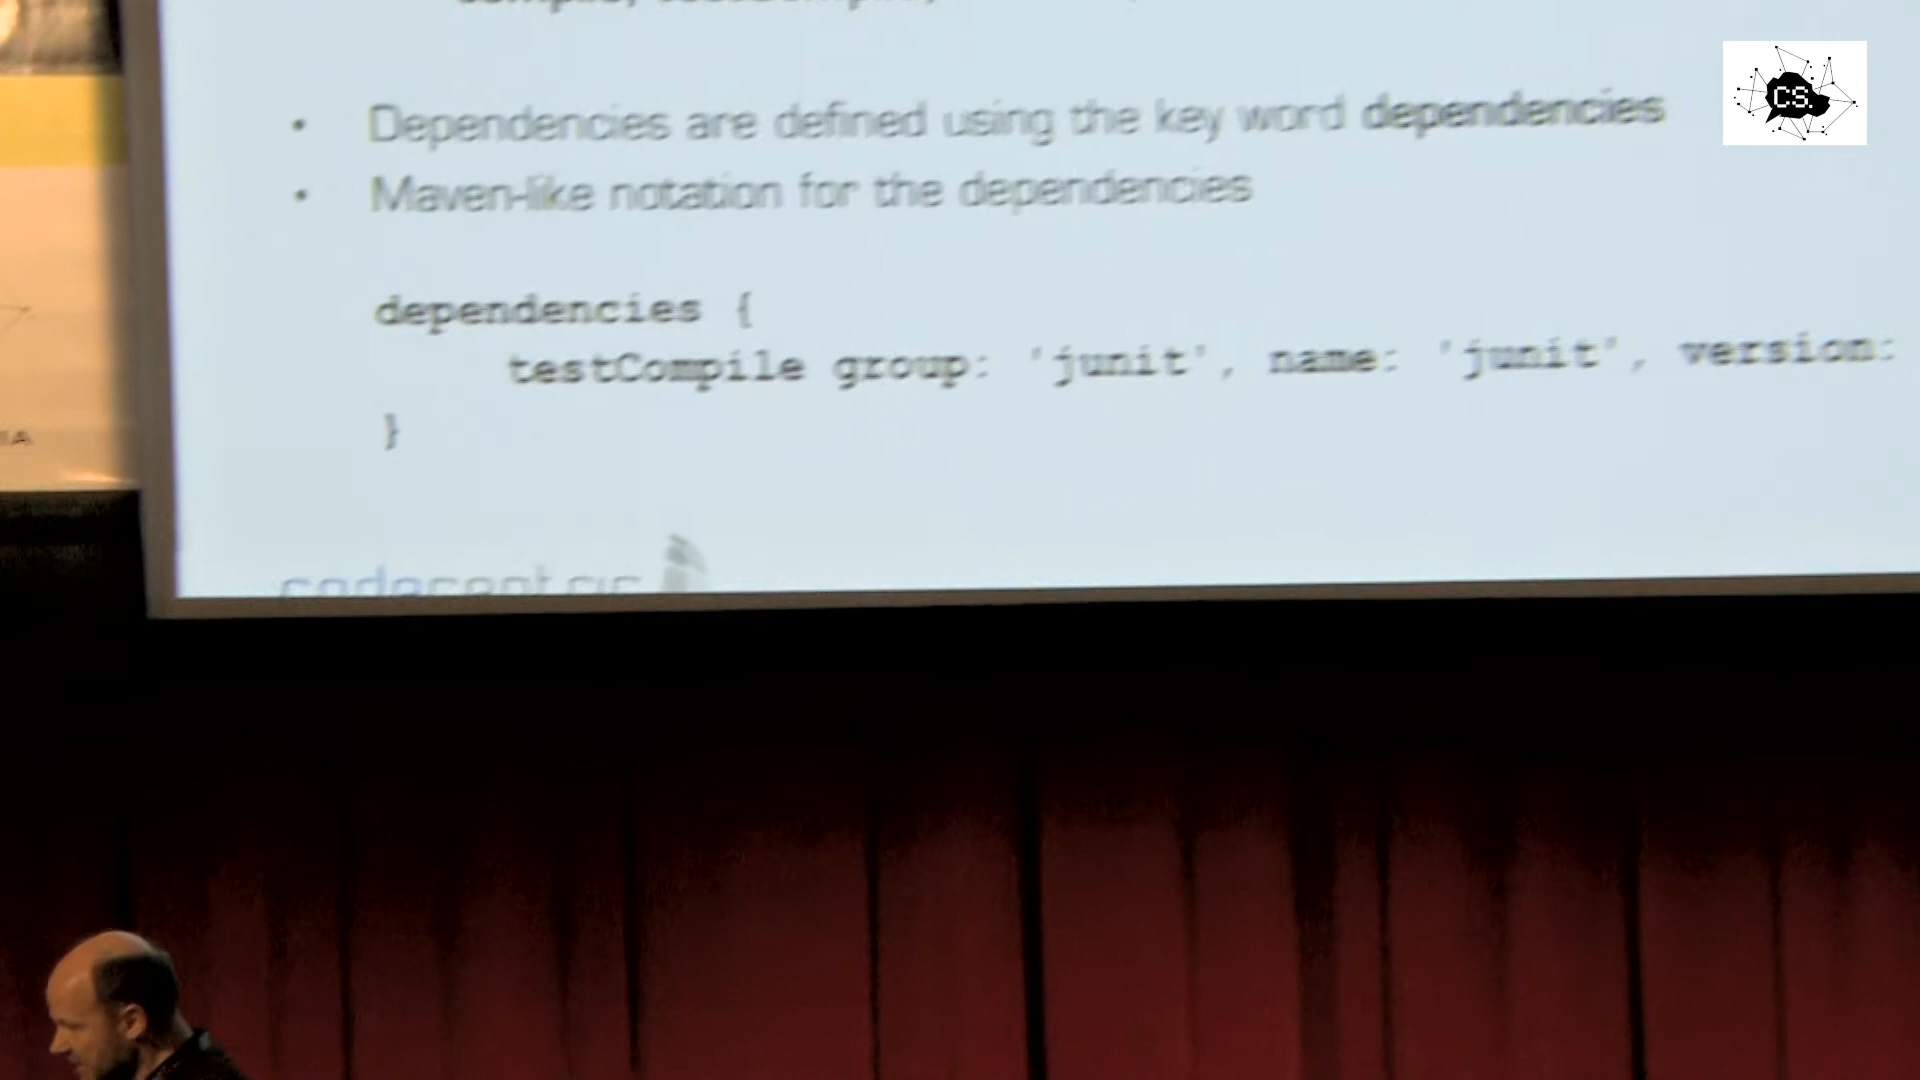 • Dependencies are defined using the key word dependencies
• Maven-like notation for the dependencies
dependencies {
testCompile group: 'junit', name: 'junit', version:
}
codecentric
CS.